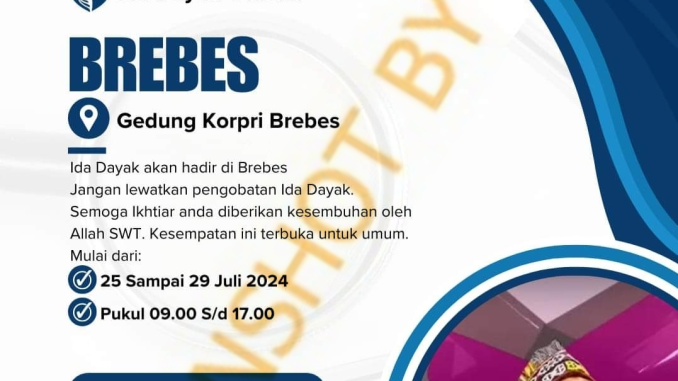 BREBES
Gedung Korpri Brebes
Ida Dayak akan hadir di Brebes
Jangan lewatkan pengobatan Ida Dayak.
Semoga Ikhtiar anda diberikan kesembuhan oleh
Allah SWT. Kesempatan ini terbuka untuk umum.
Mulai dari:
25 Sampai 29 Juli 2024
Pukul 09.00 S/d 17.00
NSHOT BY